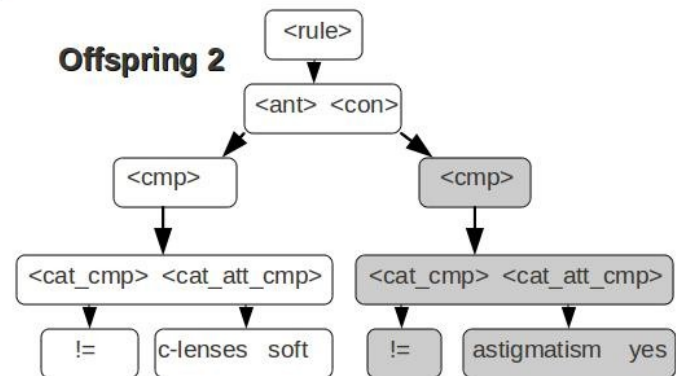 <rule>
Offspring 2
<ant> <con>
<cmp> <cmp>
<cat_cmp> <cat_att_cmp> <cat_cmp> <cat_att_cmp>
!= c-lenses soft != astigmatism yes